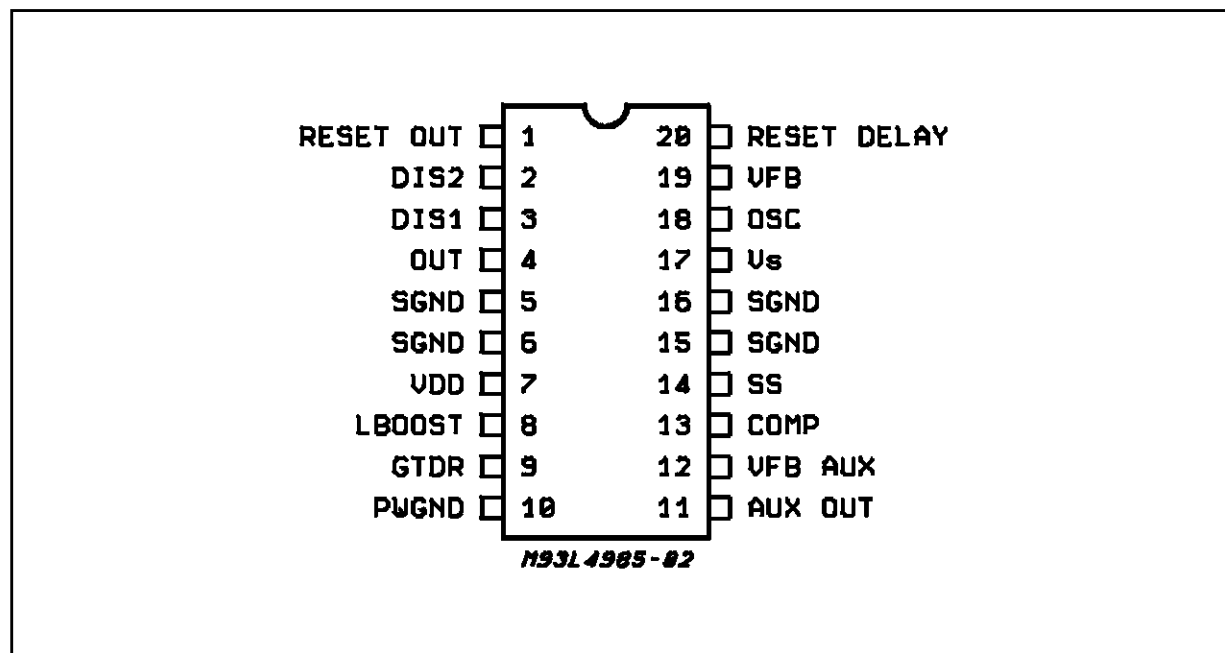 RESET OUT 1 20 RESET DELAY
DIS2 2 19 VFB
DIS1 3 18 OSC
OUT 4 17 Vs
SGND 5 16 SGND
SGND 6 15 SGND
VDD 7 14 SS
LBOOST 8 13 COMP
GTDR 9 12 VFB AUX
PWGND 10 11 AUX OUT
M93L4985-02